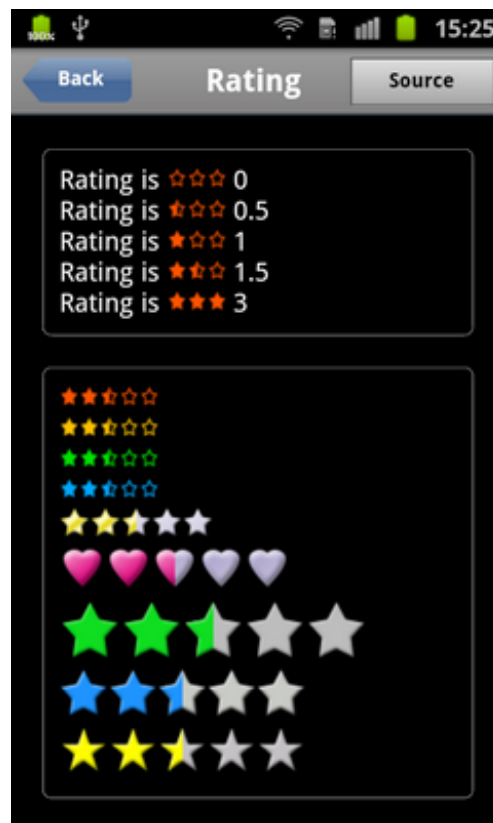 100% 15:25
Back Rating Source
Rating is 0
Rating is 0.5
Rating is 1
Rating is 1.5
Rating is 3